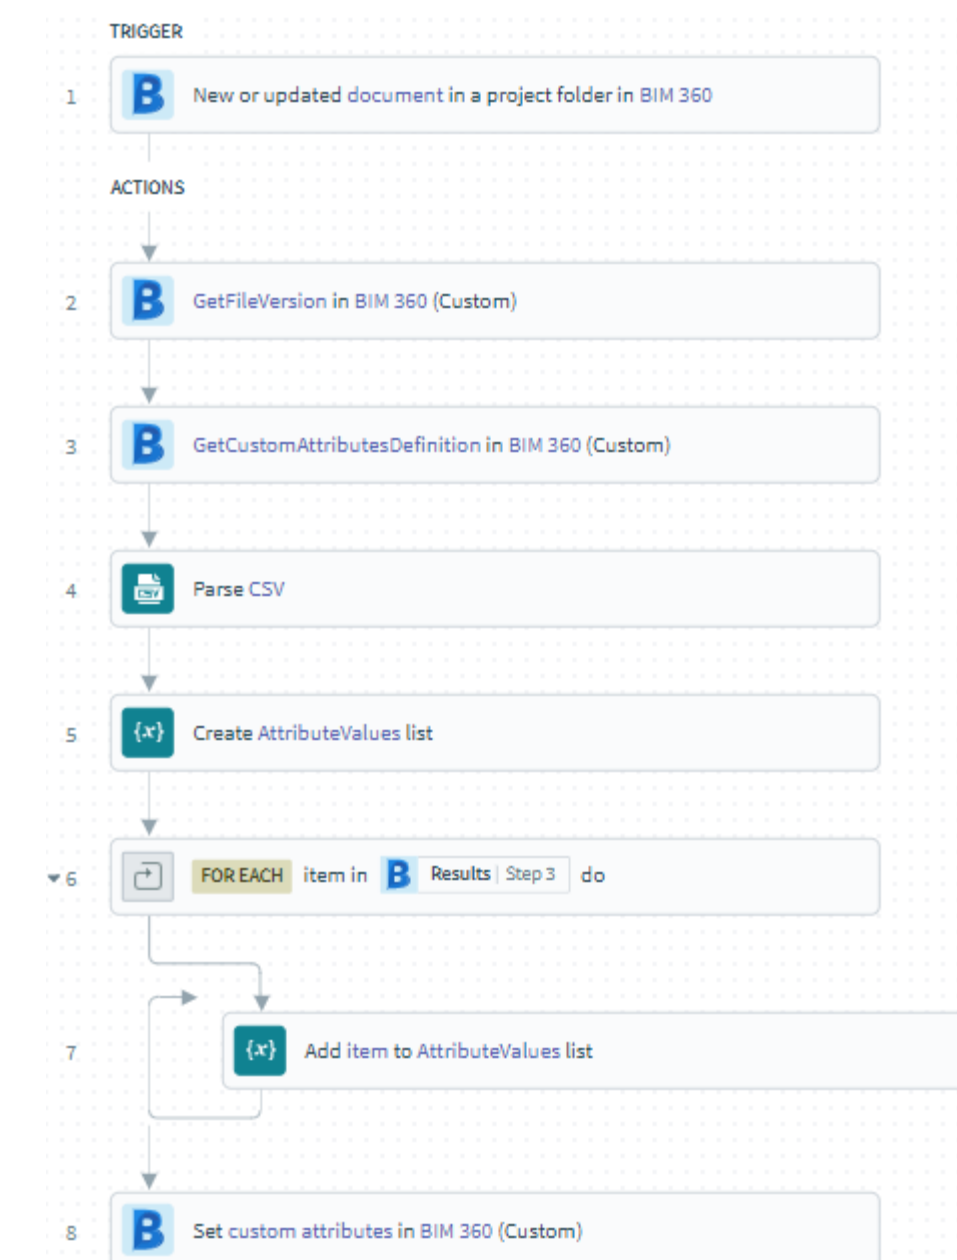 TRIGGER
1 New or updated document in a project folder in BIM 360
ACTIONS
2 GetFileVersion in BIM 360 (Custom)
3 GetCustomAttributesDefinition in BIM 360 (Custom)
4 Parse CSV
5 {x} Create AttributeValues list
6 FOR EACH item in B Results | Step 3 do
7 {x} Add item to AttributeValues list
8 Set custom attributes in BIM 360 (Custom)